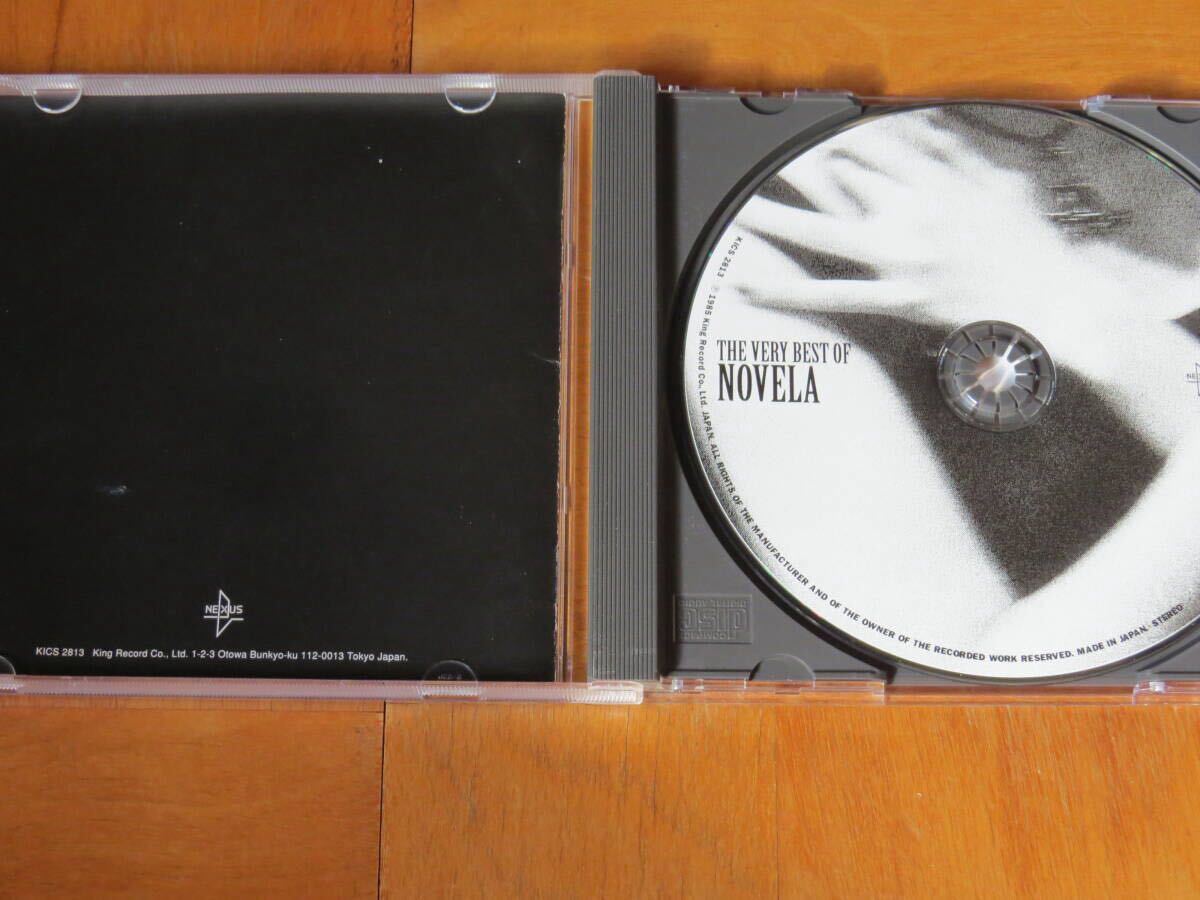 NEXUS
KICS 2813 King Record Co., Ltd. 1-2-3 Otowa Bunkyo-ku 112-0013 Tokyo Japan.
THE VERY BEST OF
NOVELA
KICS 2813 ℗ 1985 King Record Co., Ltd. JAPAN. ALL RIGHTS OF THE MANUFACTURER AND OF THE OWNER OF THE RECORDED WORK RESERVED. MADE IN JAPAN. STEREO
disc